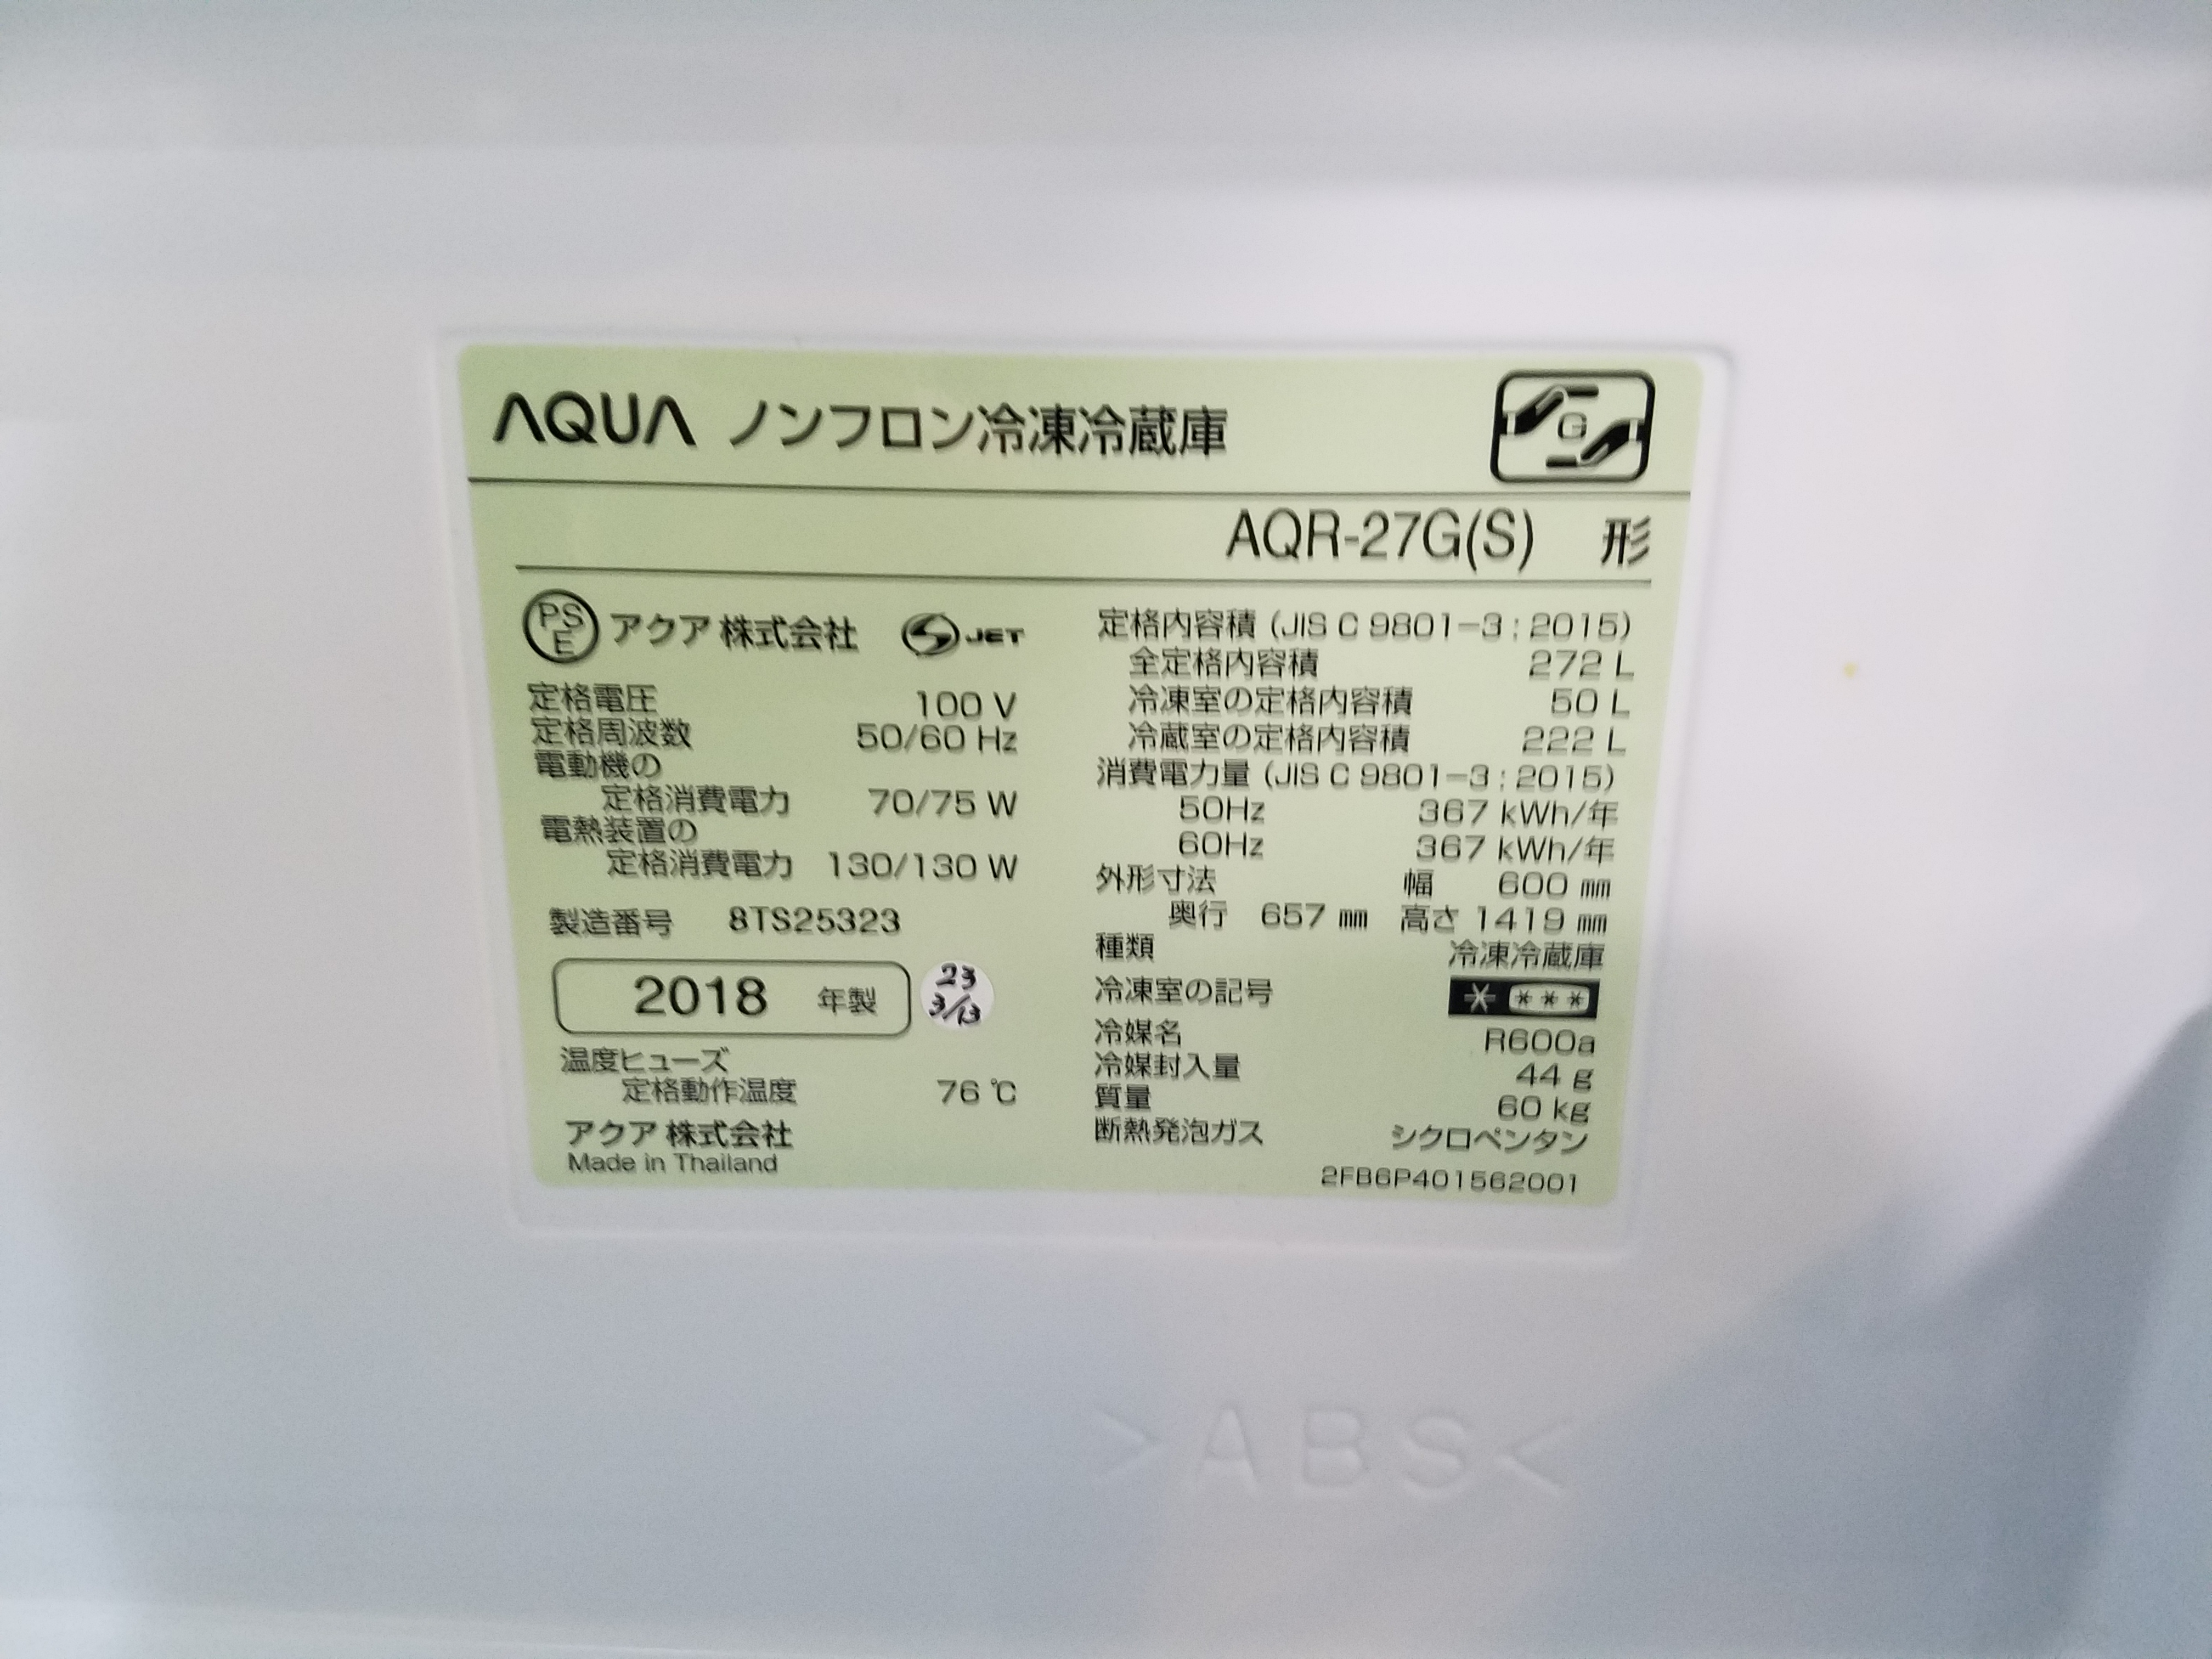 AQUA ノンフロン冷凍冷蔵庫
G
AQR-27G(S) 形
PS
E
アクア 株式会社 JET
定格電圧 100 V
定格周波数 50/60 Hz
電動機の
定格消費電力 70/75 W
電熱装置の
定格消費電力 130/130 W
製造番号 8TS25323
2018 年製
23
3/13
温度ヒューズ
定格動作温度 76 ℃
アクア 株式会社
Made in Thailand
定格内容積 (JIS C 9801-3 : 2015)
全定格内容積 272 L
冷凍室の定格内容積 50 L
冷蔵室の定格内容積 222 L
消費電力量 (JIS C 9801-3 : 2015)
50Hz 367 kWh/年
60Hz 367 kWh/年
外形寸法 幅 600 ㎜
奥行 657 ㎜ 高さ 1419 ㎜
種類 冷凍冷蔵庫
冷凍室の記号 * ***
冷媒名 R600a
冷媒封入量 44 g
質量 60 kg
断熱発泡ガス シクロペンタン
2FB6P401562001
>ABS<